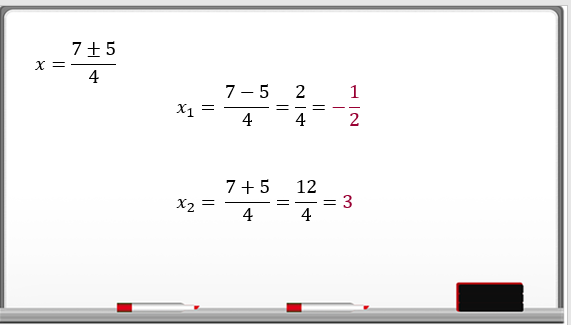 x = (7 ± 5)/4
x₁ = (7 − 5)/4 = 2/4 = −1/2
x₂ = (7 + 5)/4 = 12/4 = 3